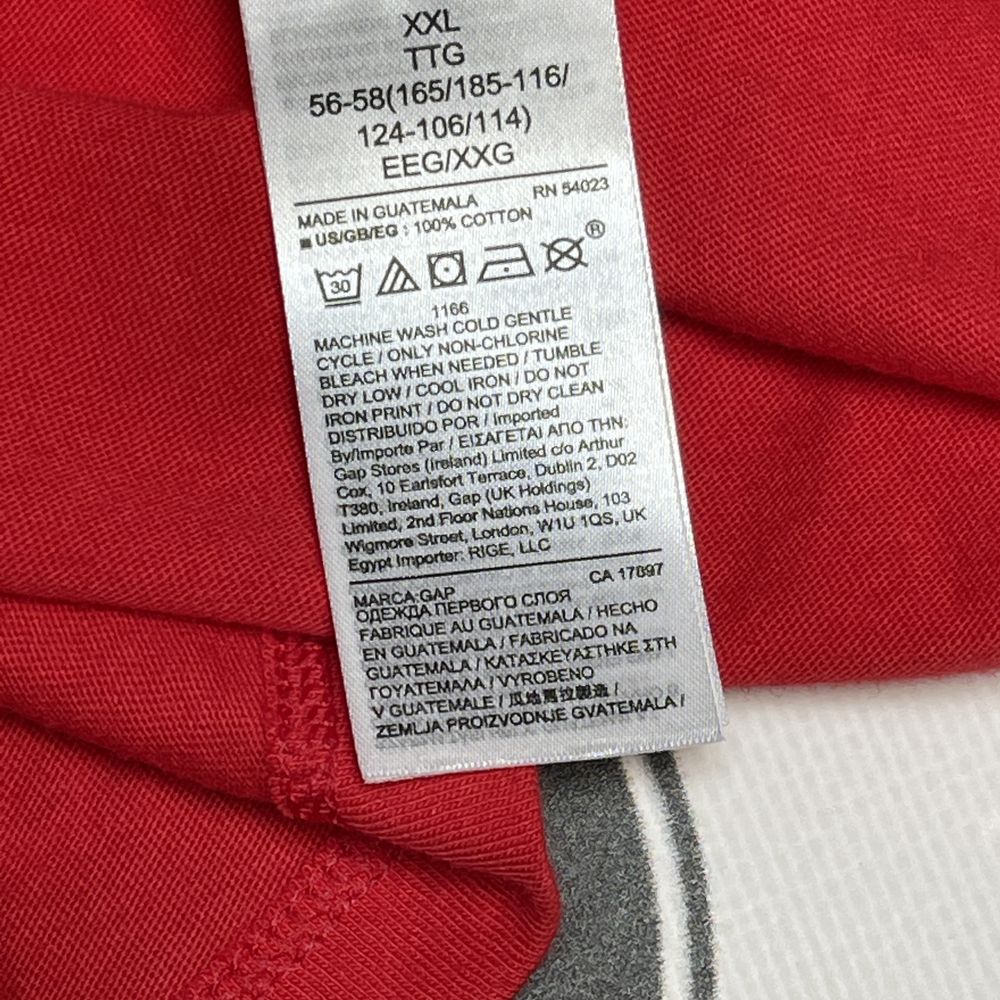 XXL
TTG
56-58(165/185-116/
124-106/114)
EEG/XXG
MADE IN GUATEMALA RN 54023
■ US/GB/EG : 100% COTTON
30 ®
1166
MACHINE WASH COLD GENTLE
CYCLE / ONLY NON-CHLORINE
BLEACH WHEN NEEDED / TUMBLE
DRY LOW / COOL IRON / DO NOT
IRON PRINT / DO NOT DRY CLEAN
DISTRIBUIDO POR / Imported
By/Importe Par / ΕΙΣΑΓΕΤΑΙ ΑΠΟ ΤΗΝ:
Gap Stores (Ireland) Limited c/o Arthur
Cox, 10 Earlsfort Terrace, Dublin 2, D02
T380, Ireland, Gap (UK Holdings)
Limited, 2nd Floor Nations House, 103
Wigmore Street, London, W1U 1QS, UK
Egypt Importer: RIGE, LLC
MARCA:GAP CA 17897
ОДЕЖДА ПЕРВОГО СЛОЯ
FABRIQUE AU GUATEMALA / HECHO
EN GUATEMALA / FABRICADO NA
GUATEMALA / ΚΑΤΑΣΚΕΥΑΣΤΗΚΕ ΣΤΗ
ΓΟΥΑΤΕΜΑΛΑ / VYROBENO
V GUATEMALE / 瓜地馬拉製造 /
ZEMLJA PROIZVODNJE GVATEMALA /